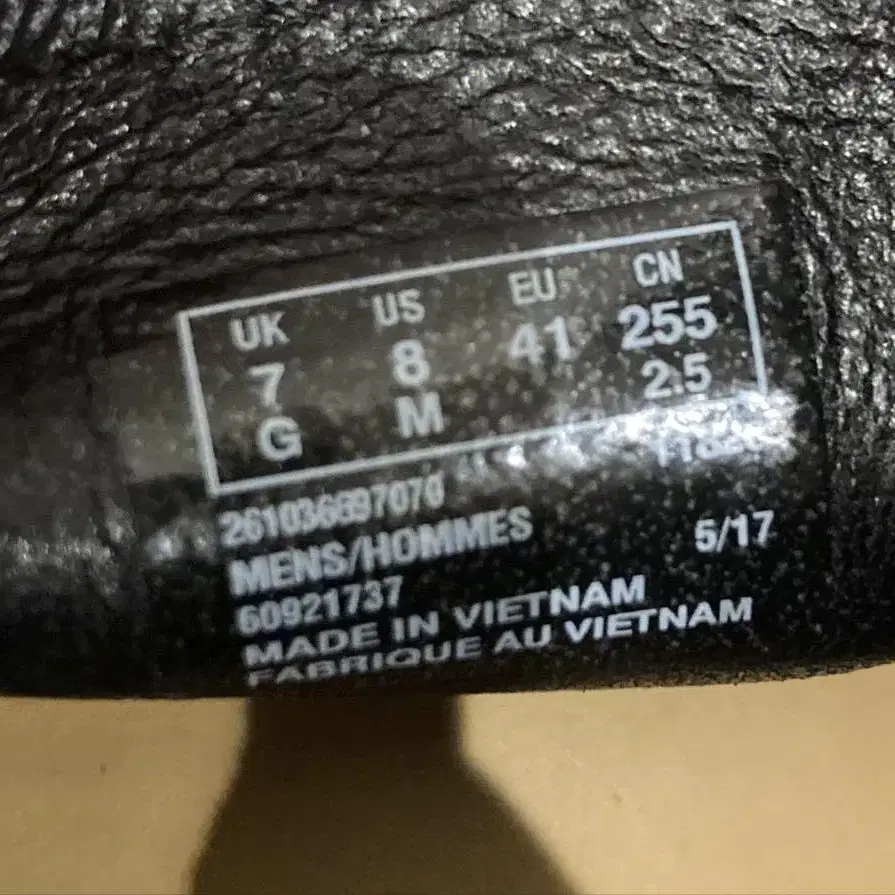 UK US EU CN
7 8 41 255
G M 2.5
261036697070
MENS/HOMMES 5/17
60921737
MADE IN VIETNAM
FABRIQUE AU VIETNAM